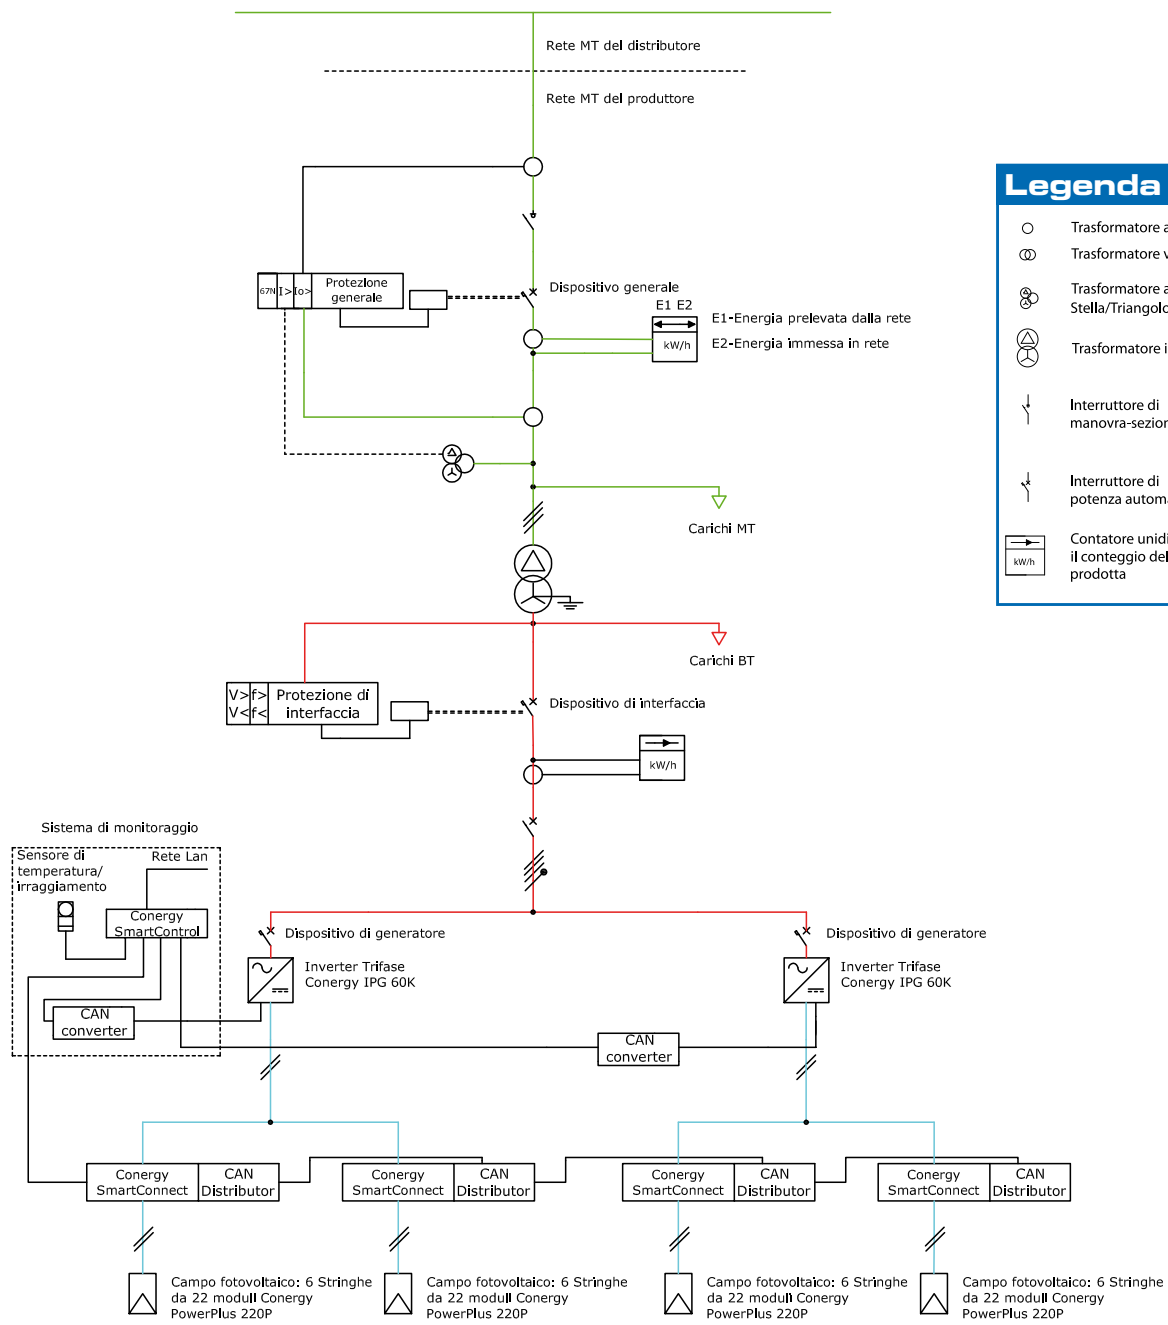 Rete MT del distributore
Rete MT del produttore
Legenda
Trasformatore
Trasformatore
Trasformatore
Stella/Triangolo
Trasformatore
Interruttore di
Interruttore di
potenza
Contatore
il conteggio
prodotta
kW/h
67N
I>
Io>
Protezione
generale
Dispositivo generale
E1 E2
kW/h
E1-Energia prelevata dalla rete
E2-Energia immessa in rete
Carichi MT
Carichi BT
V> f>
V< f<
Protezione di
interfaccia
Dispositivo di interfaccia
kW/h
Sistema di monitoraggio
Sensore di
temperatura/
irraggiamento
Rete Lan
Conergy
SmartControl
CAN
converter
Dispositivo di generatore
Inverter Trifase
Conergy IPG 60K
Dispositivo di generatore
Inverter Trifase
Conergy IPG 60K
CAN
converter
Conergy
SmartConnect
CAN
Distributor
Conergy
SmartConnect
CAN
Distributor
Conergy
SmartConnect
CAN
Distributor
Conergy
SmartConnect
CAN
Distributor
Campo fotovoltaico: 6 Stringhe
da 22 moduli Conergy
PowerPlus 220P
Campo fotovoltaico: 6 Stringhe
da 22 moduli Conergy
PowerPlus 220P
Campo fotovoltaico: 6 Stringhe
da 22 moduli Conergy
PowerPlus 220P
Campo fotovoltaico: 6 Stringhe
da 22 moduli Conergy
PowerPlus 220P